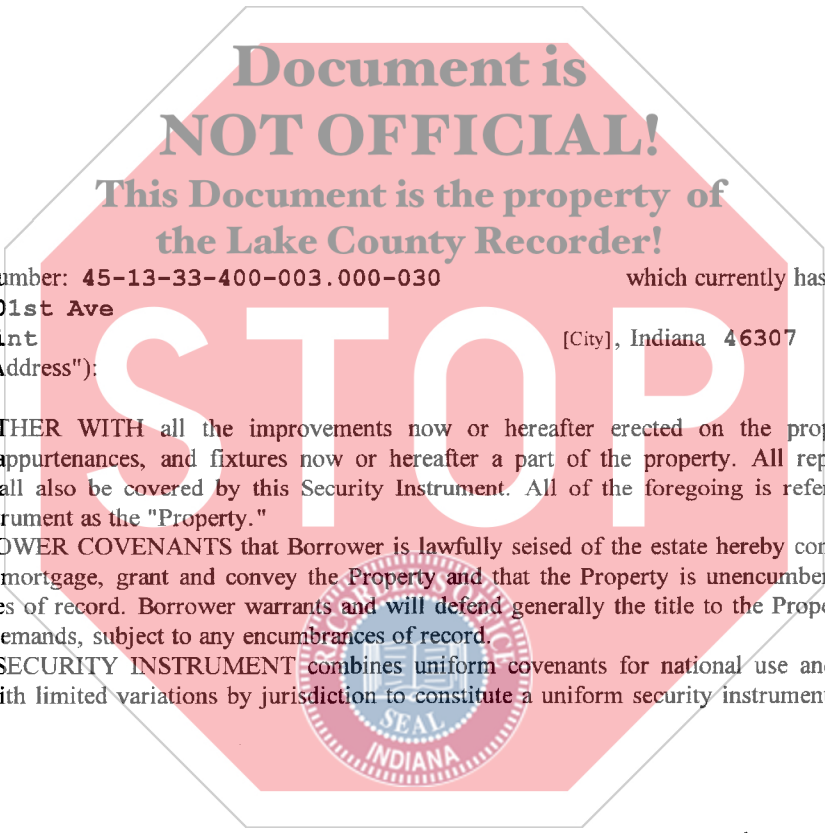 Document is
NOT OFFICIAL!
This Document is the property of
the Lake County Recorder!
umber: 45-13-33-400-003.000-030 which currently has
01st Ave
int [City], Indiana 46307
Address"):
STOP
THER WITH all the improvements now or hereafter erected on the prop
appurtenances, and fixtures now or hereafter a part of the property. All rep
all also be covered by this Security Instrument. All of the foregoing is refer
rument as the "Property."
OWER COVENANTS that Borrower is lawfully seised of the estate hereby con
mortgage, grant and convey the Property and that the Property is unencumber
es of record. Borrower warrants and will defend generally the title to the Prope
emands, subject to any encumbrances of record.
SECURITY INSTRUMENT combines uniform covenants for national use and
ith limited variations by jurisdiction to constitute a uniform security instrument
RECORDER'S OFFICE
SEAL
INDIANA